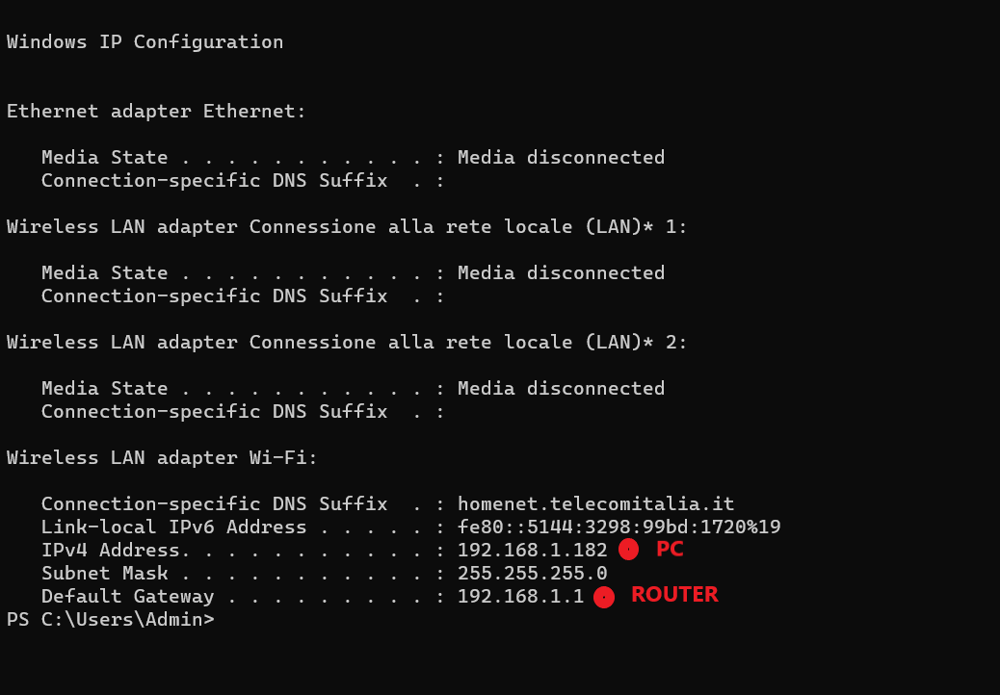 Windows IP Configuration
Ethernet adapter Ethernet:
Media State . . . . . . . . . . . : Media disconnected
Connection-specific DNS Suffix  . :
Wireless LAN adapter Connessione alla rete locale (LAN)* 1:
Media State . . . . . . . . . . . : Media disconnected
Connection-specific DNS Suffix  . :
Wireless LAN adapter Connessione alla rete locale (LAN)* 2:
Media State . . . . . . . . . . . : Media disconnected
Connection-specific DNS Suffix  . :
Wireless LAN adapter Wi-Fi:
Connection-specific DNS Suffix  . : homenet.telecomitalia.it
Link-local IPv6 Address . . . . . : fe80::5144:3298:99bd:1720%19
IPv4 Address. . . . . . . . . . . : 192.168.1.182 PC
Subnet Mask . . . . . . . . . . . : 255.255.255.0
Default Gateway . . . . . . . . . : 192.168.1.1 ROUTER
PS C:\Users\Admin>